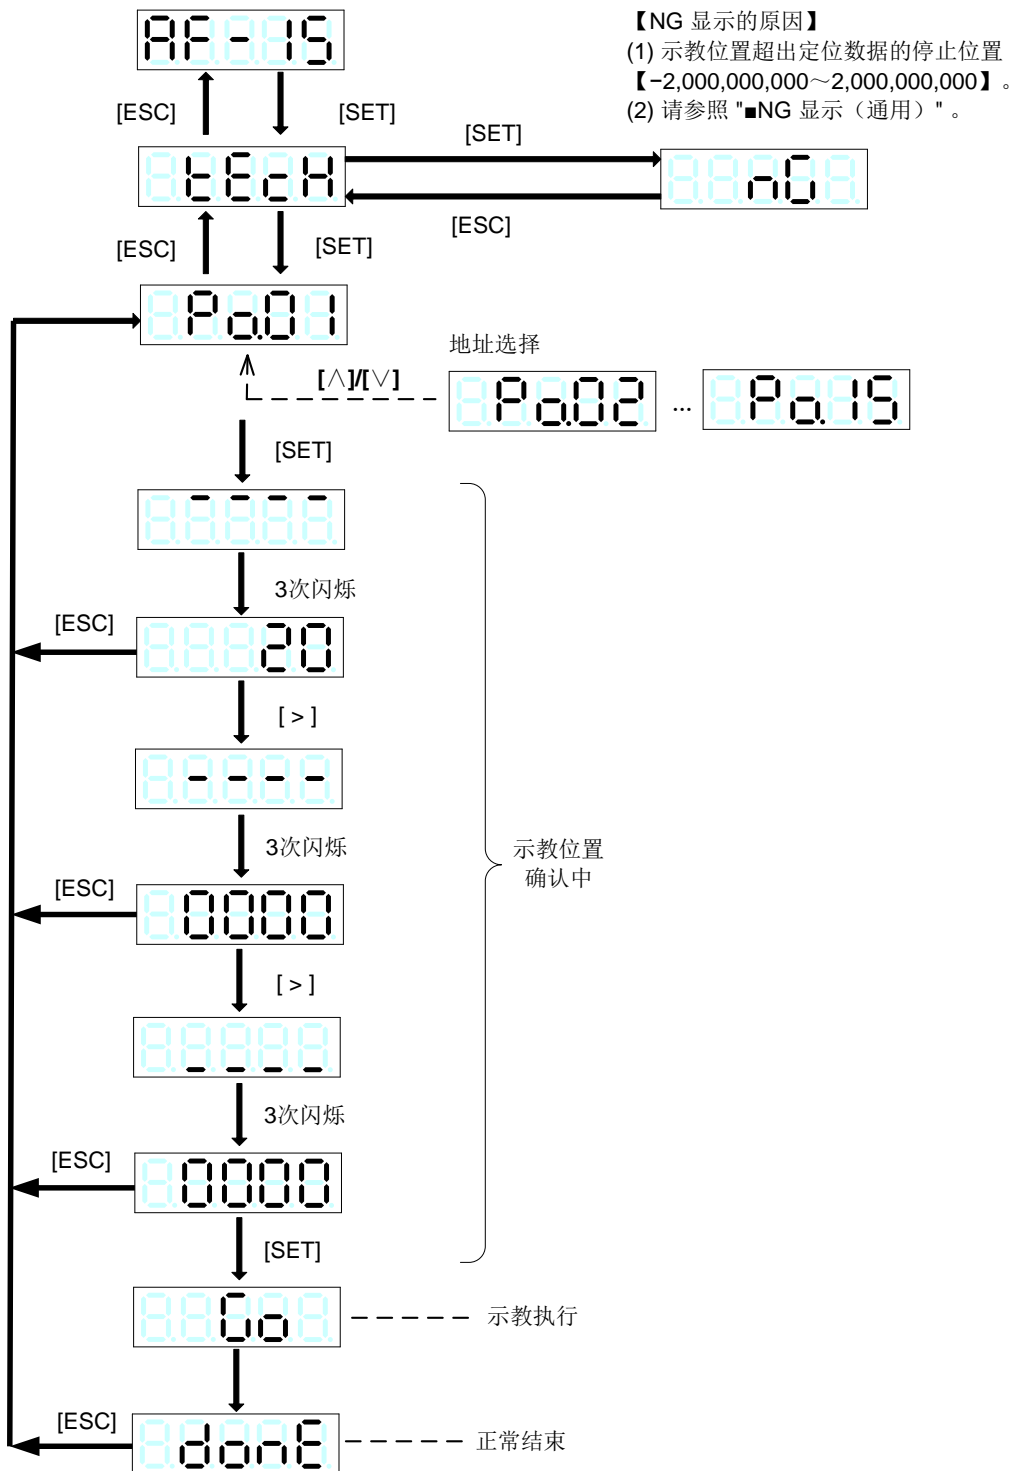 AF-15
【NG 显示的原因】
(1) 示教位置超出定位数据的停止位置
【−2,000,000,000～2,000,000,000】。
(2) 请参照 "■NG 显示（通用）" 。
[ESC]
[SET]
[SET]
tEcH
nG
[ESC]
[ESC]
[SET]
Po.01
地址选择
[∧]/[∨]
Po.02
...
Po.15
[SET]
- - - -
3次闪烁
[ESC]
20
[ > ]
- - - -
3次闪烁
示教位置
确认中
[ESC]
0000
[ > ]
_ _ _ _
3次闪烁
[ESC]
0000
[SET]
Go
示教执行
[ESC]
donE
正常结束